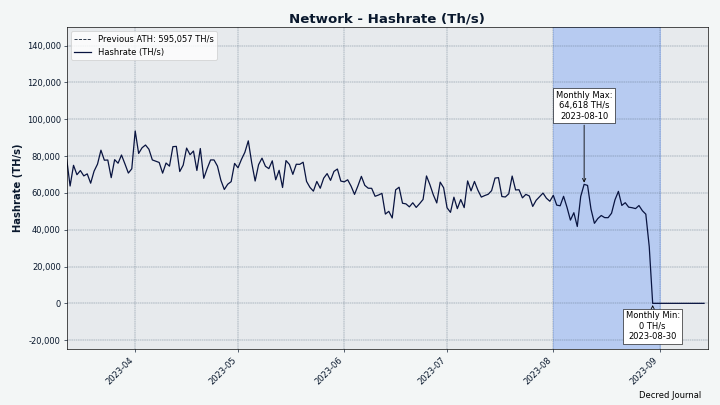 Network - Hashrate (Th/s)
Previous ATH: 595,057 TH/s
Hashrate (TH/s)
Hashrate (TH/s)
140,000
120,000
100,000
80,000
60,000
40,000
20,000
0
-20,000
Monthly Max:
64,618 TH/s
2023-08-10
Monthly Min:
0 TH/s
2023-08-30
2023-04
2023-05
2023-06
2023-07
2023-08
2023-09
Decred Journal